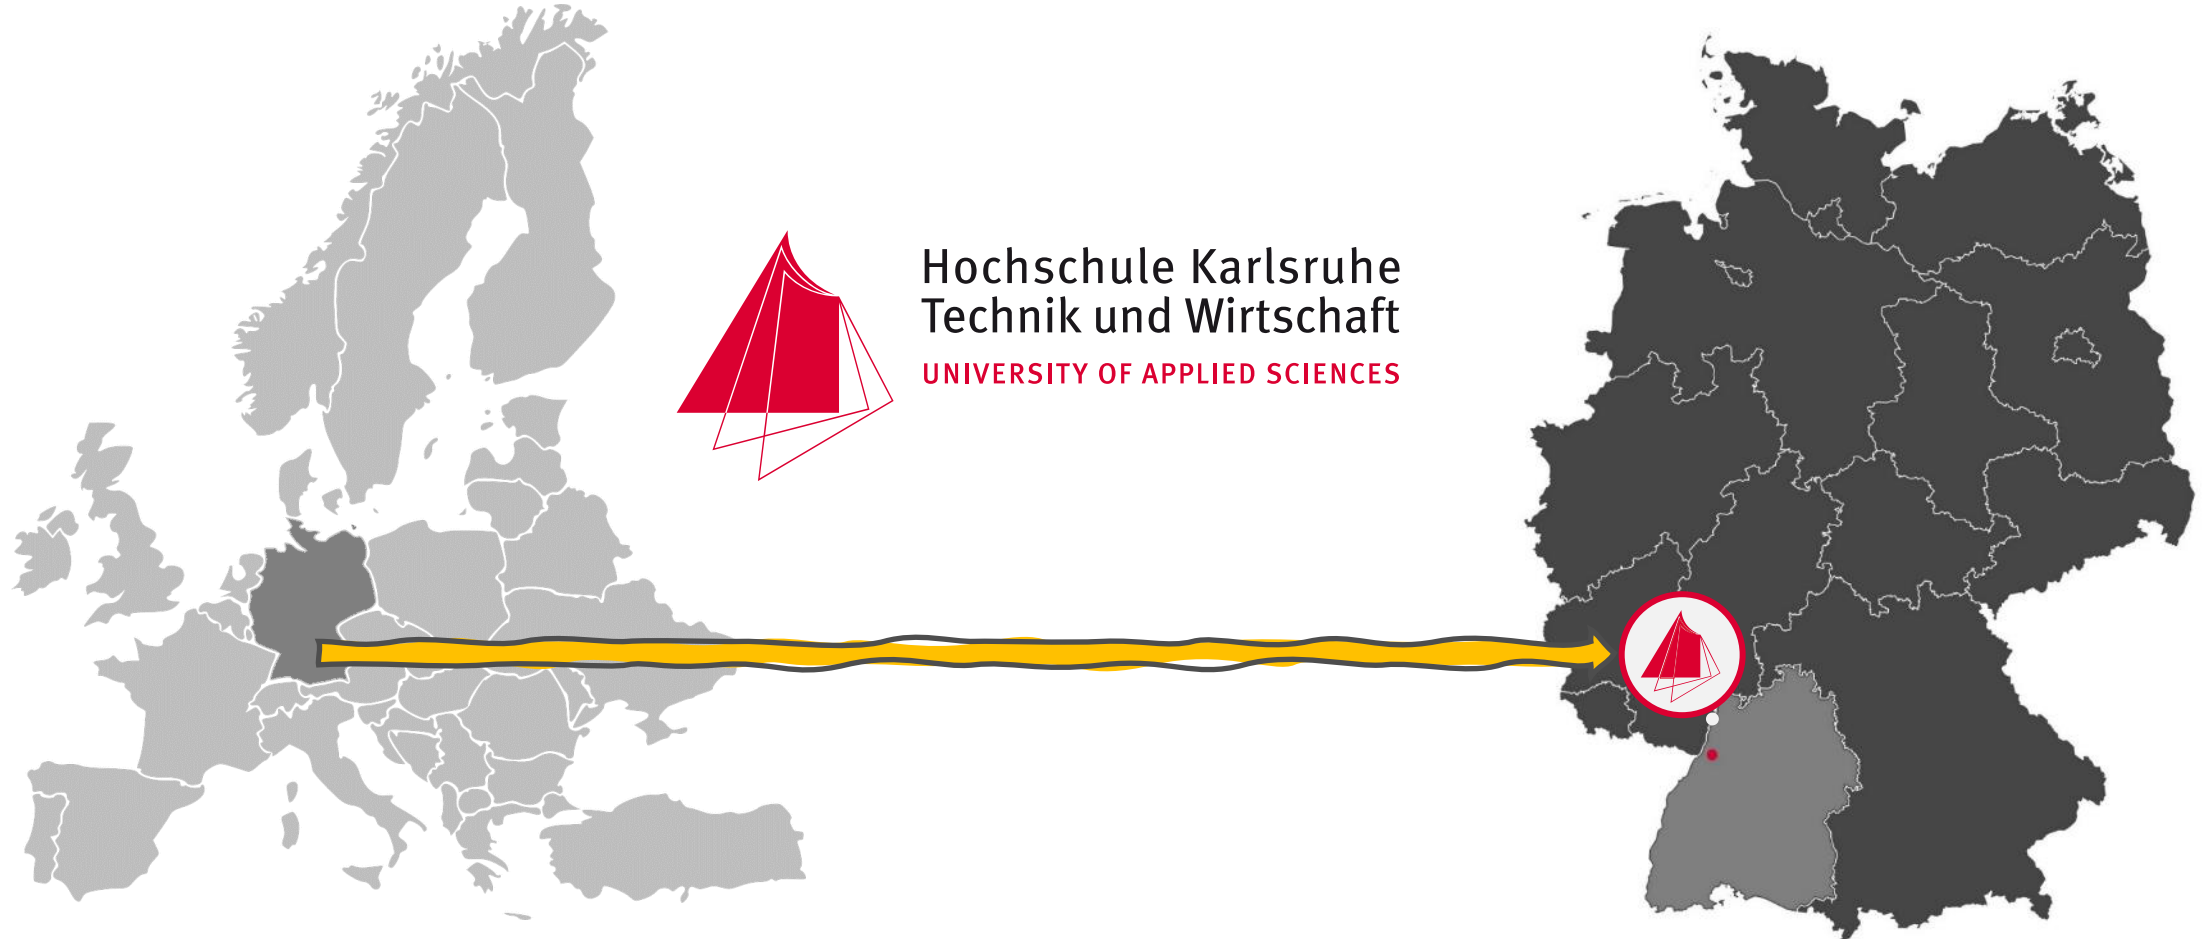 Hochschule Karlsruhe
Technik und Wirtschaft
UNIVERSITY OF APPLIED SCIENCES